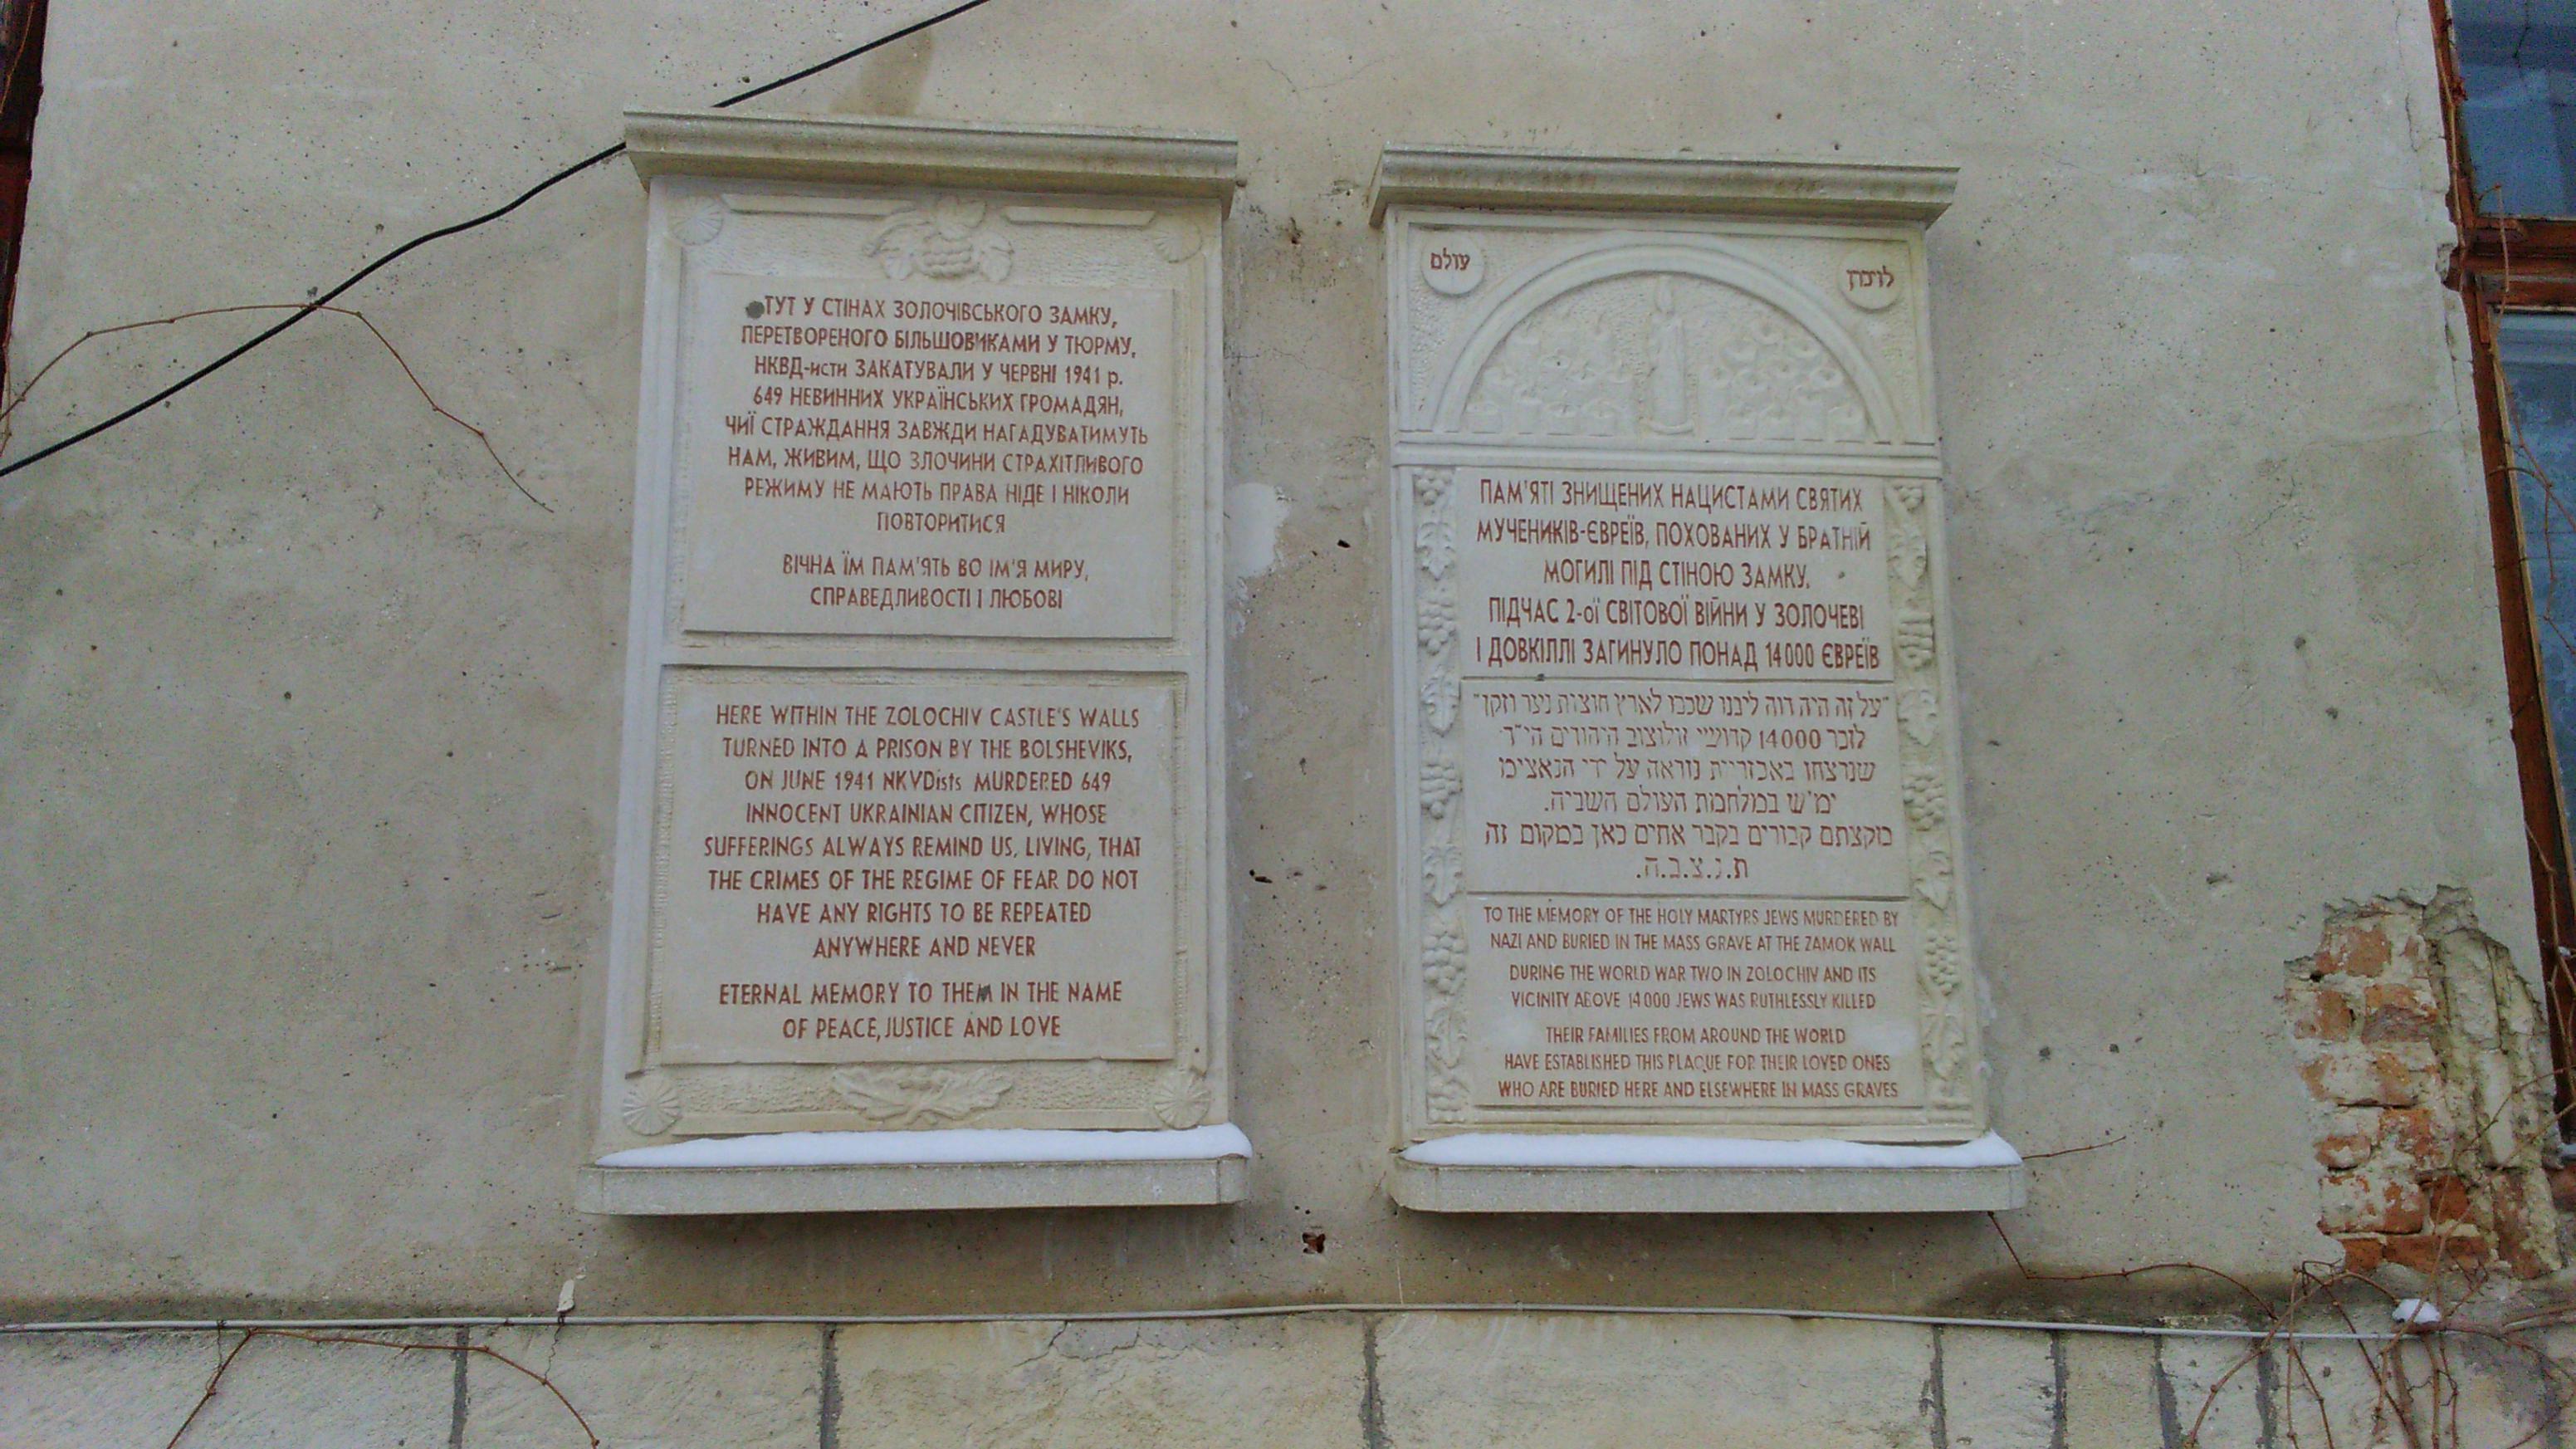 ТУТ У СТІНАХ ЗОЛОЧІВСЬКОГО ЗАМКУ,
ПЕРЕТВОРЕНОГО БІЛЬШОВИКАМИ У ТЮРМУ,
НКВД-исти ЗАКАТУВАЛИ У ЧЕРВНІ 1941 р.
649 НЕВИННИХ УКРАЇНСЬКИХ ГРОМАДЯН,
ЧИЇ СТРАЖДАННЯ ЗАВЖДИ НАГАДУВАТИМУТЬ
НАМ, ЖИВИМ, ЩО ЗЛОЧИНИ СТРАХІТЛИВОГО
РЕЖИМУ НЕ МАЮТЬ ПРАВА НІДЕ І НІКОЛИ
ПОВТОРИТИСЯ
ВІЧНА ЇМ ПАМ'ЯТЬ ВО ІМ'Я МИРУ,
СПРАВЕДЛИВОСТІ І ЛЮБОВІ
HERE WITHIN THE ZOLOCHIV CASTLE'S WALLS
TURNED INTO A PRISON BY THE BOLSHEVIKS,
ON JUNE 1941 NKVDists MURDERED 649
INNOCENT UKRAINIAN CITIZEN, WHOSE
SUFFERINGS ALWAYS REMIND US, LIVING, THAT
THE CRIMES OF THE REGIME OF FEAR DO NOT
HAVE ANY RIGHTS TO BE REPEATED
ANYWHERE AND NEVER
ETERNAL MEMORY TO THEM IN THE NAME
OF PEACE, JUSTICE AND LOVE
לזכרון
עולם
ПАМ'ЯТІ ЗНИЩЕНИХ НАЦИСТАМИ СВЯТИХ
МУЧЕНИКІВ-ЄВРЕЇВ, ПОХОВАНИХ У БРАТНІЙ
МОГИЛІ ПІД СТІНОЮ ЗАМКУ.
ПІДЧАС 2-ої СВІТОВОЇ ВІЙНИ У ЗОЛОЧЕВІ
І ДОВКІЛЛІ ЗАГИНУЛО ПОНАД 14000 ЄВРЕЇВ
"על זה היה דוה ליבנו שכבו לארץ חוצות נער וזקן"
לזכר 14000 קדושיי זולוצוב היהודים הי"ד
שנרצחו באכזריית נוראה על ידי הנאצימ
ימ"ש במלחמת העולם השניה.
מקצתם קבורים בקבר אחים כאן במקום זה
ת.נ.צ.ב.ה.
TO THE MEMORY OF THE HOLY MARTYRS JEWS MURDERED BY
NAZI AND BURIED IN THE MASS GRAVE AT THE ZAMOK WALL
DURING THE WORLD WAR TWO IN ZOLOCHIV AND ITS
VICINITY ABOVE 14000 JEWS WAS RUTHLESSLY KILLED
THEIR FAMILIES FROM AROUND THE WORLD
HAVE ESTABLISHED THIS PLAQUE FOR THEIR LOVED ONES
WHO ARE BURIED HERE AND ELSEWHERE IN MASS GRAVES